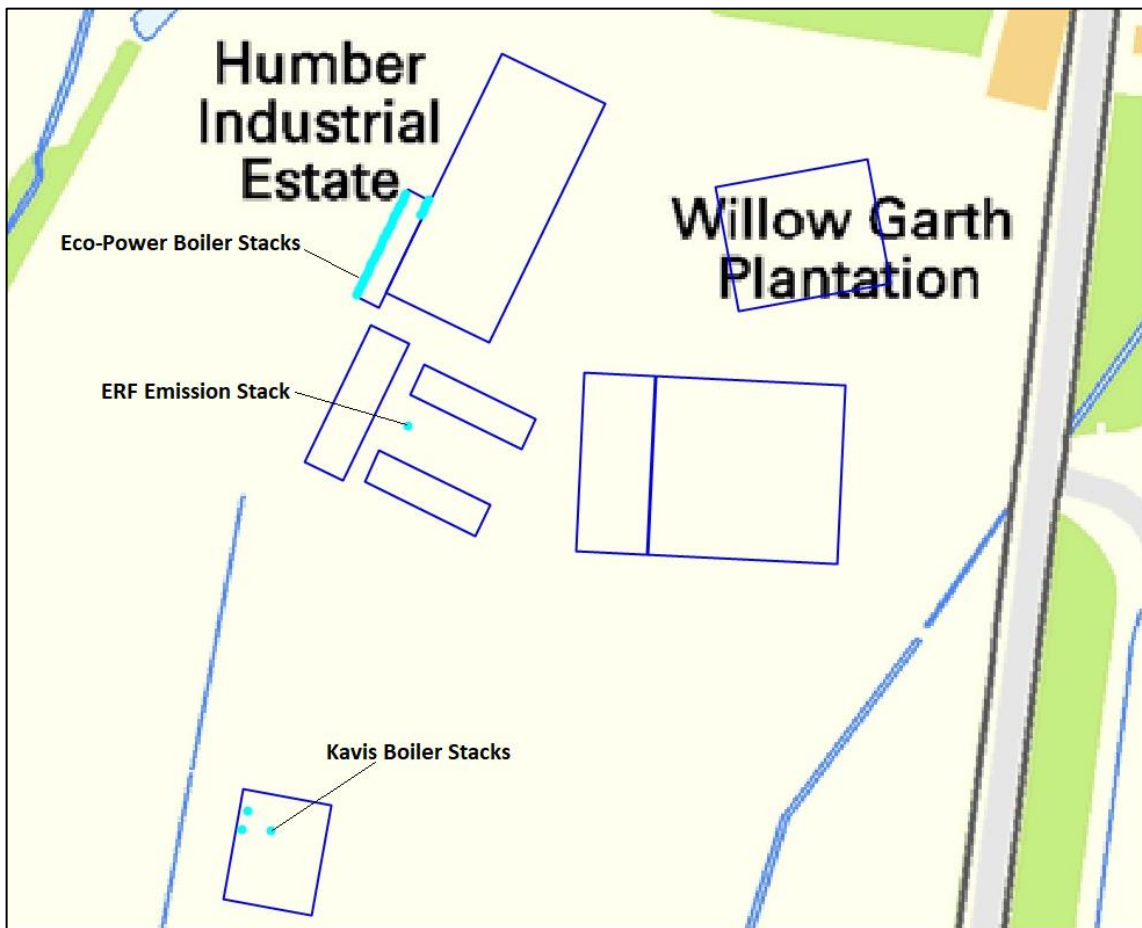 Humber
Industrial
Estate
Willow Garth
Plantation
Eco-Power Boiler Stacks
ERF Emission Stack
Kavis Boiler Stacks